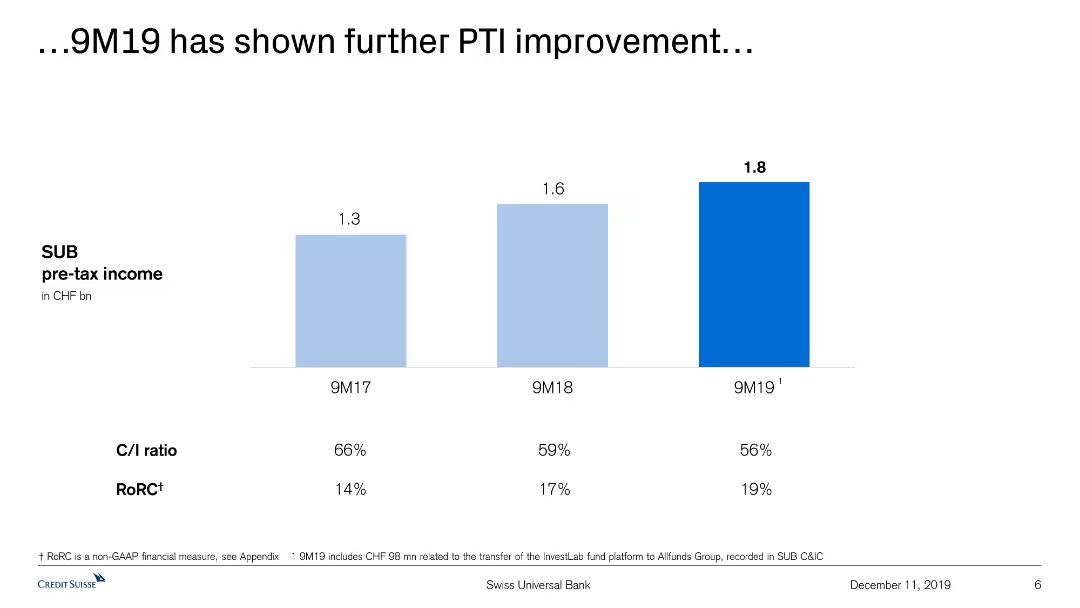 ...9M19 has shown further PTI improvement...
1.8
1.6
1.3
SUB
pre-tax income
in CHF bn
9M17 9M18 9M19 1
C/I ratio 66% 59% 56%
RoRC† 14% 17% 19%
† RoRC is a non-GAAP financial measure, see Appendix 1 9M19 includes CHF 98 mn related to the transfer of the InvestLab fund platform to Allfunds Group, recorded in SUB C&IC
CREDIT SUISSE Swiss Universal Bank December 11, 2019 6